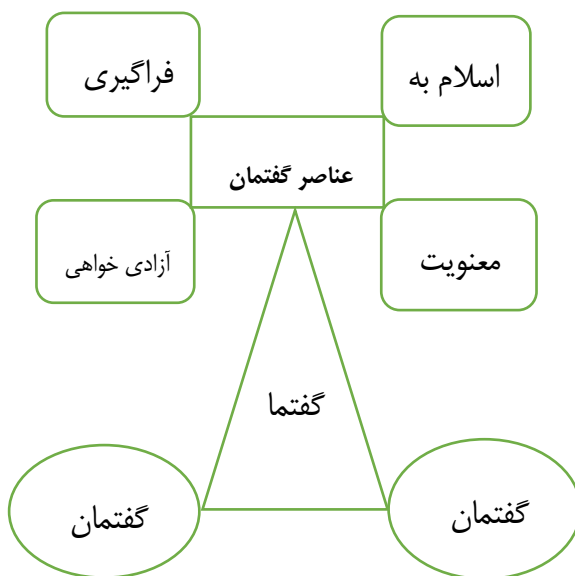 اسلام به
فراگیری
عناصر گفتمان
معنویت
آزادی خواهی
گفتما
گفتمان
گفتمان